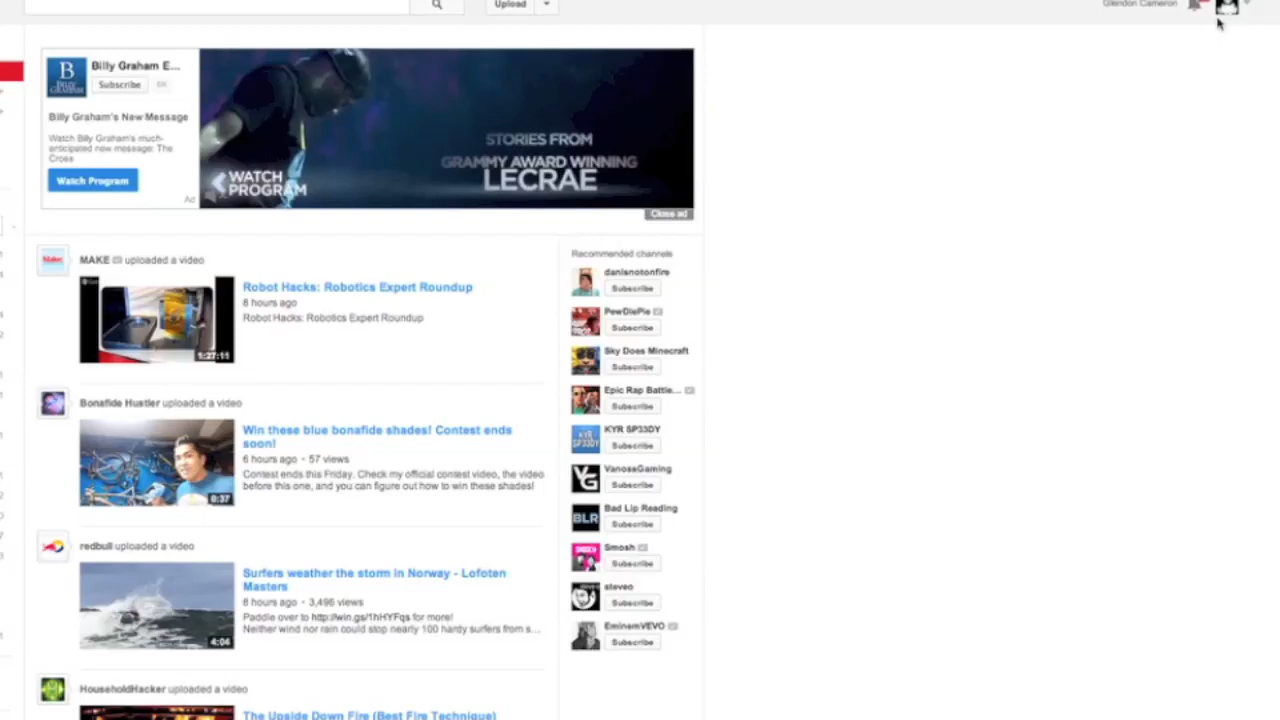 Upload
Glendon Cameron
B
BILLY GRAHAM
Billy Graham E...
Subscribe
Billy Graham's New Message
Watch Billy Graham's much-
anticipated new message: The
Cross
Watch Program
Ad
WATCH
PROGRAM
STORIES FROM
GRAMMY AWARD WINNING
LECRAE
Close ad
MAKE uploaded a video
Make:
Robot Hacks: Robotics Expert Roundup
8 hours ago
Robot Hacks: Robotics Expert Roundup
1:27:11
Bonafide Hustler uploaded a video
Win these blue bonafide shades! Contest ends
soon!
6 hours ago • 57 views
Contest ends this Friday. Check my official contest video, the video
before this one, and you can figure out how to win these shades!
0:37
redbull uploaded a video
Surfers weather the storm in Norway - Lofoten
Masters
8 hours ago • 3,496 views
Paddle over to http://win.gs/1hHYFqs for more!
Neither wind nor rain could stop nearly 100 hardy surfers from s...
4:04
HouseholdHacker uploaded a video
The Upside Down Fire (Best Fire Technique)
Recommended channels
danisnotonfire
Subscribe
PewDiePie
Subscribe
Sky Does Minecraft
Subscribe
Epic Rap Battle...
Subscribe
KYR SP33DY
KYR
SP33DY
Subscribe
VanossGaming
VG
Subscribe
Bad Lip Reading
BLR
Subscribe
Smosh
Subscribe
steveo
Subscribe
EminemVEVO
Subscribe